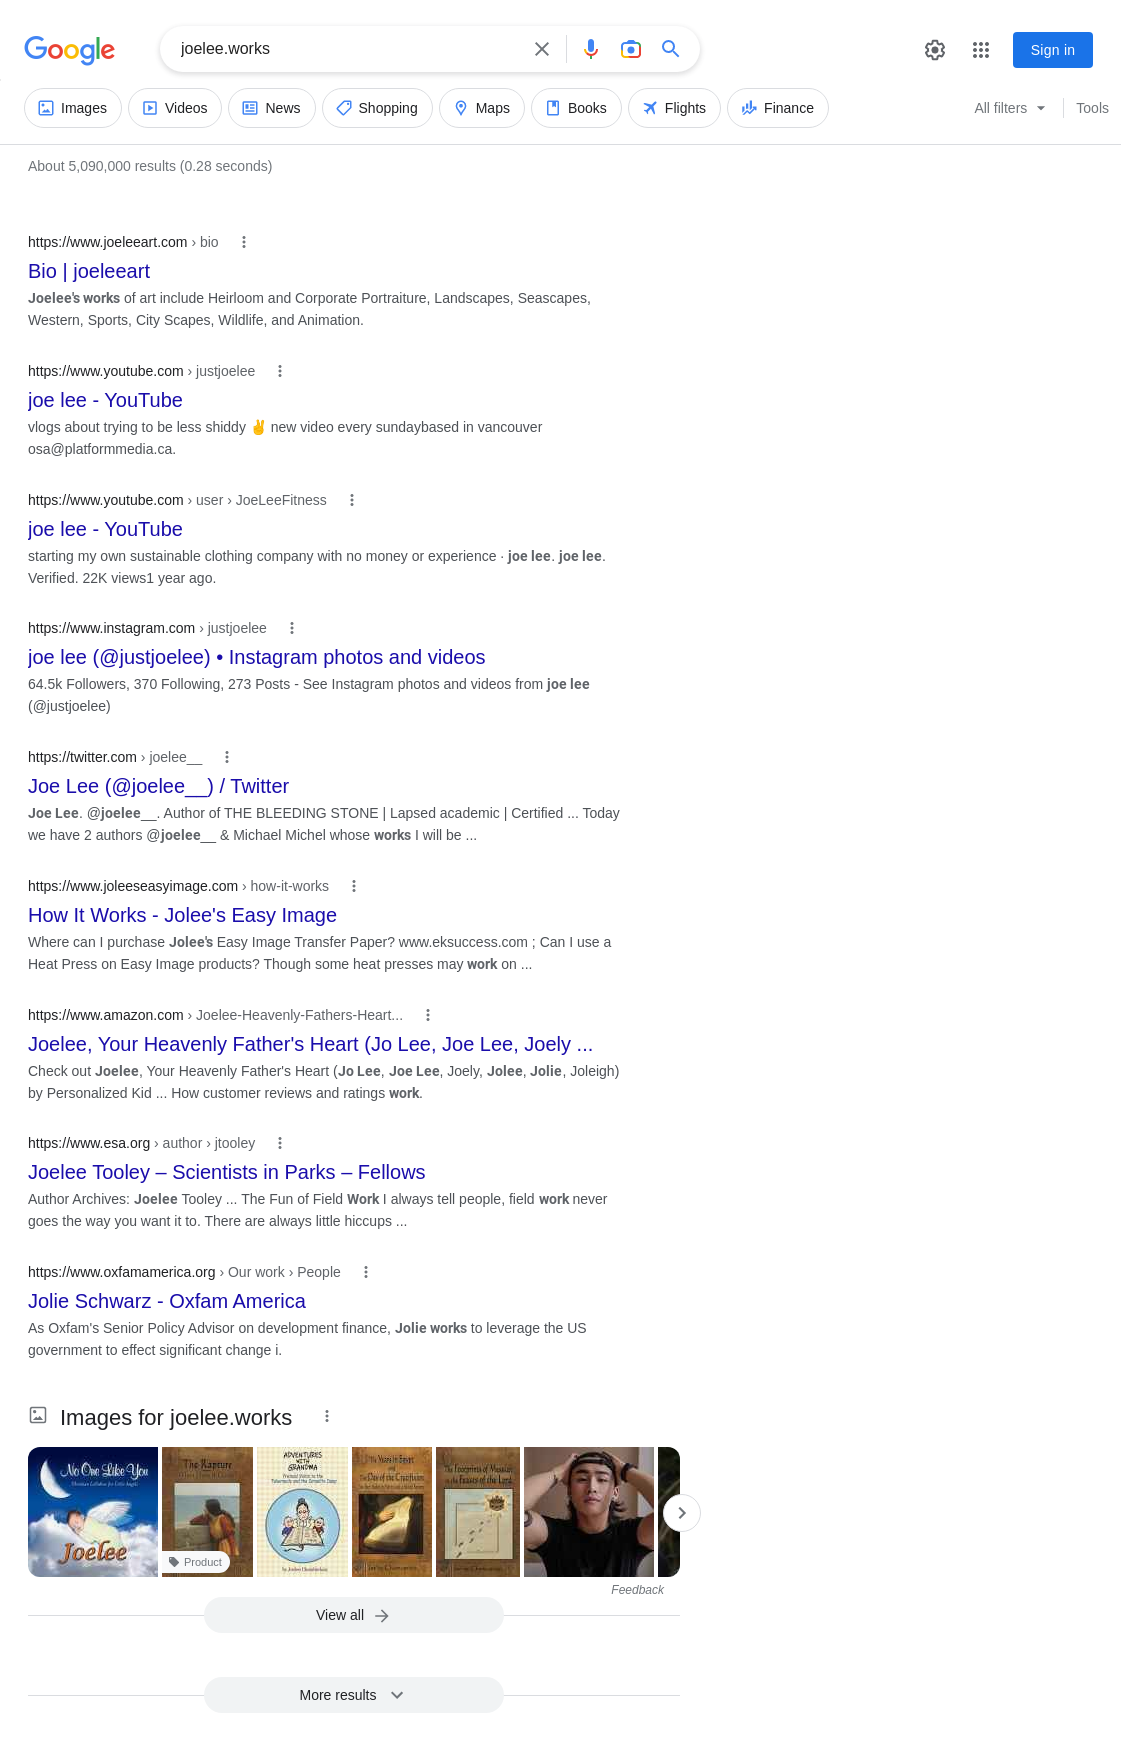 Google
joelee.works
Sign in
Images
Videos
News
Shopping
Maps
Books
Flights
Finance
All filters
Tools
About 5,090,000 results (0.28 seconds)
https://www.joeleeart.com › bio
Bio | joeleeart
Joelee's works of art include Heirloom and Corporate Portraiture, Landscapes, Seascapes,
Western, Sports, City Scapes, Wildlife, and Animation.
https://www.youtube.com › justjoelee
joe lee - YouTube
vlogs about trying to be less shiddy ✌ new video every sundaybased in vancouver
osa@platformmedia.ca.
https://www.youtube.com › user › JoeLeeFitness
joe lee - YouTube
starting my own sustainable clothing company with no money or experience · joe lee. joe lee.
Verified. 22K views1 year ago.
https://www.instagram.com › justjoelee
joe lee (@justjoelee) • Instagram photos and videos
64.5k Followers, 370 Following, 273 Posts - See Instagram photos and videos from joe lee
(@justjoelee)
https://twitter.com › joelee__
Joe Lee (@joelee__) / Twitter
Joe Lee. @joelee__. Author of THE BLEEDING STONE | Lapsed academic | Certified ... Today
we have 2 authors @joelee__ & Michael Michel whose works I will be ...
https://www.joleeseasyimage.com › how-it-works
How It Works - Jolee's Easy Image
Where can I purchase Jolee's Easy Image Transfer Paper? www.eksuccess.com ; Can I use a
Heat Press on Easy Image products? Though some heat presses may work on ...
https://www.amazon.com › Joelee-Heavenly-Fathers-Heart...
Joelee, Your Heavenly Father's Heart (Jo Lee, Joe Lee, Joely ...
Check out Joelee, Your Heavenly Father's Heart (Jo Lee, Joe Lee, Joely, Jolee, Jolie, Joleigh)
by Personalized Kid ... How customer reviews and ratings work.
https://www.esa.org › author › jtooley
Joelee Tooley – Scientists in Parks – Fellows
Author Archives: Joelee Tooley ... The Fun of Field Work I always tell people, field work never
goes the way you want it to. There are always little hiccups ...
https://www.oxfamamerica.org › Our work › People
Jolie Schwarz - Oxfam America
As Oxfam's Senior Policy Advisor on development finance, Jolie works to leverage the US
government to effect significant change i.
Images for joelee.works
No One Like You
Joelee
The Rapture
Product
ADVENTURES
WITH
GRANDMA
The Years in Egypt
and
The Day of the Crucifixion
The Footprints of Messiah
in the Feasts of the Lord
Feedback
View all
More results